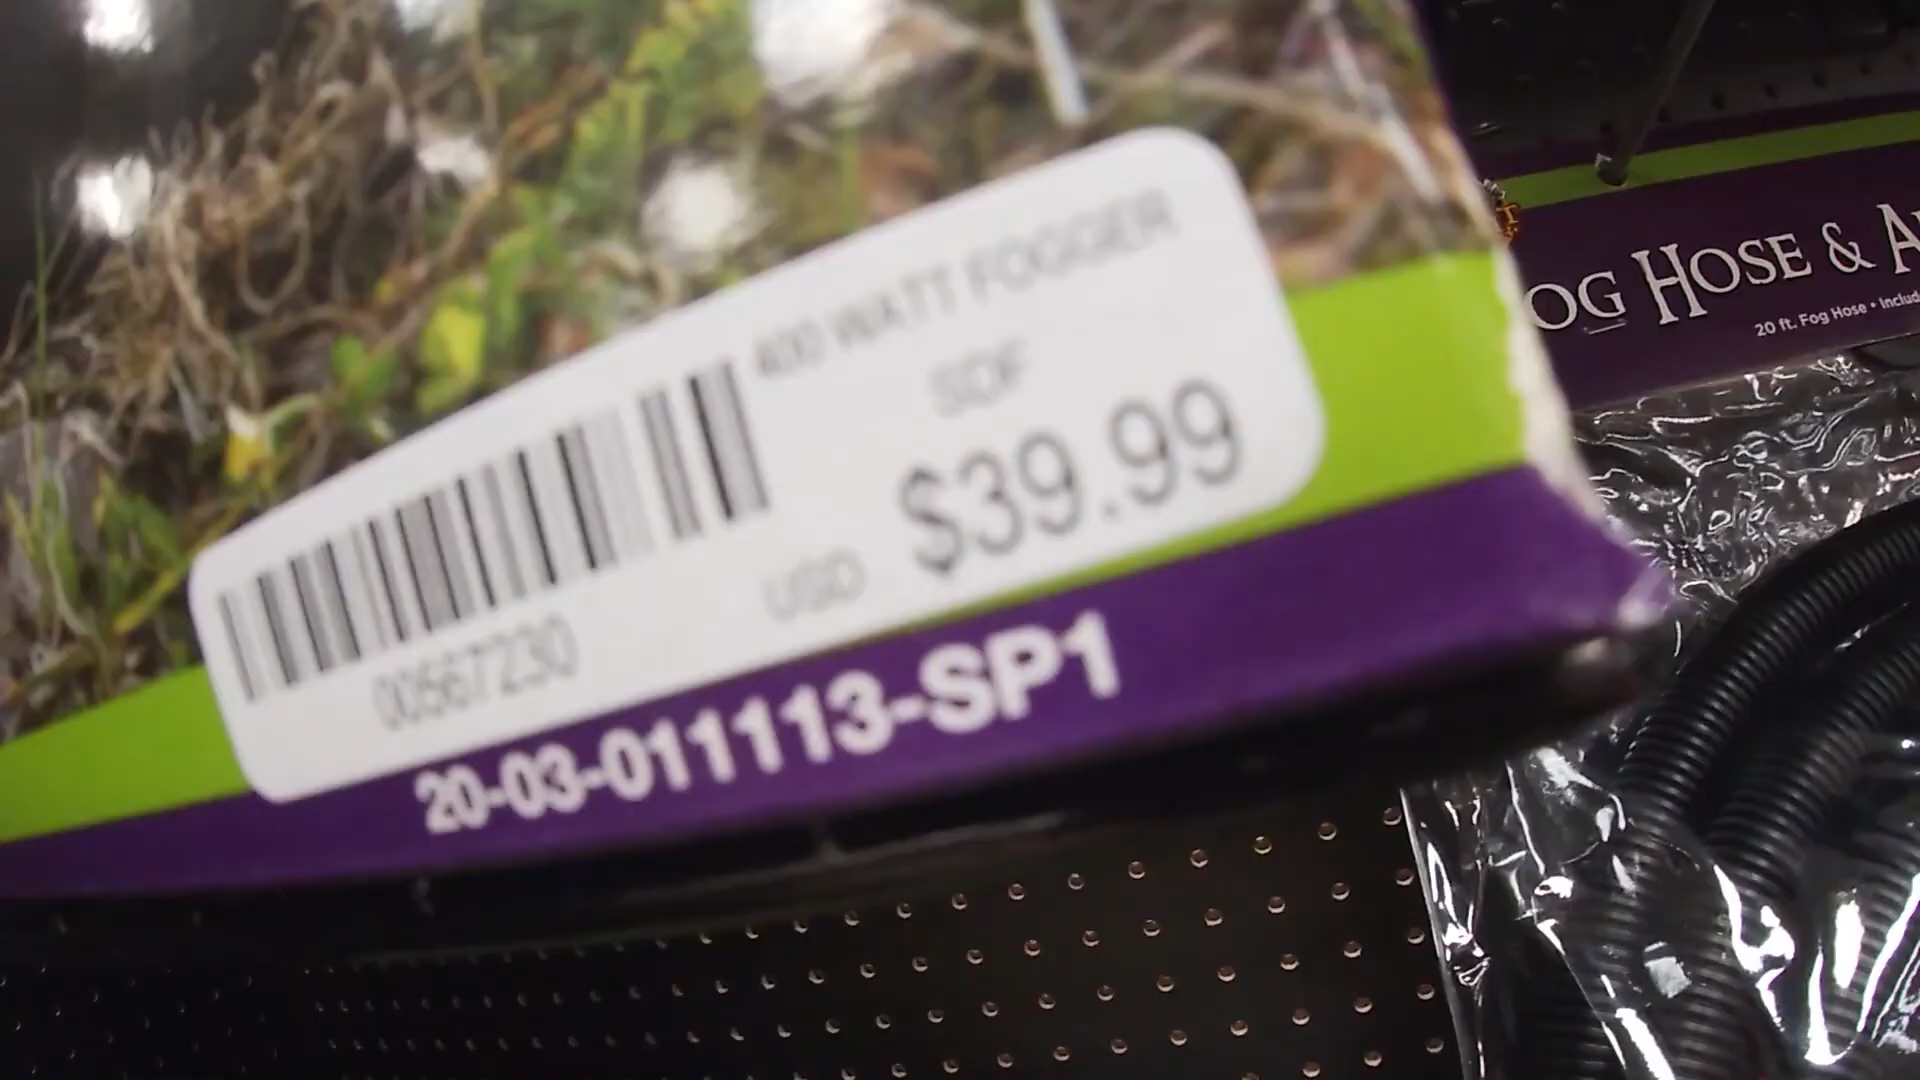 400 WATT FOGGER
SDF
$39.99
USD
00567230
20-03-011113-SP1
OG HOSE & A
20 ft. Fog Hose • Includ